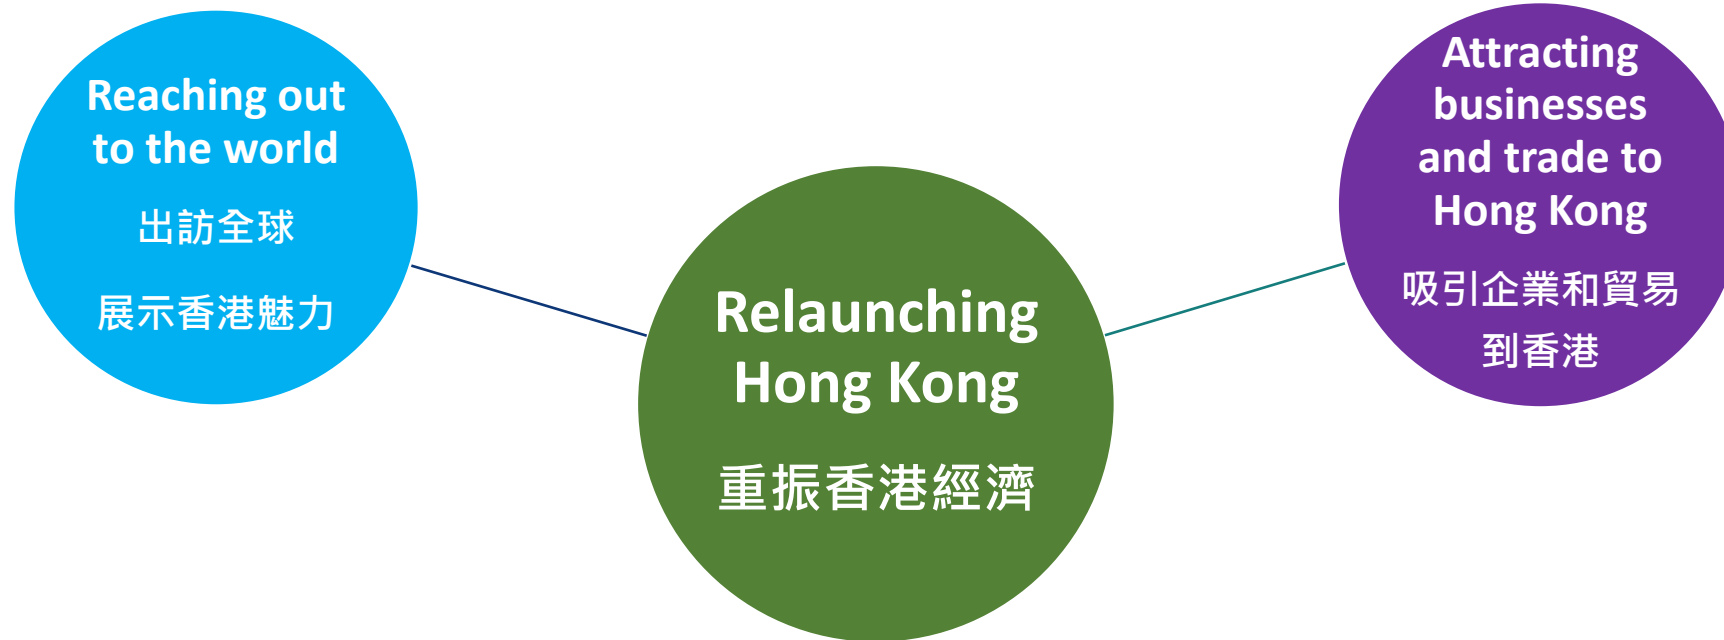 Reaching out
to the world
出訪全球
展示香港魅力
Relaunching
Hong Kong
重振香港經濟
Attracting
businesses
and trade to
Hong Kong
吸引企業和貿易
到香港